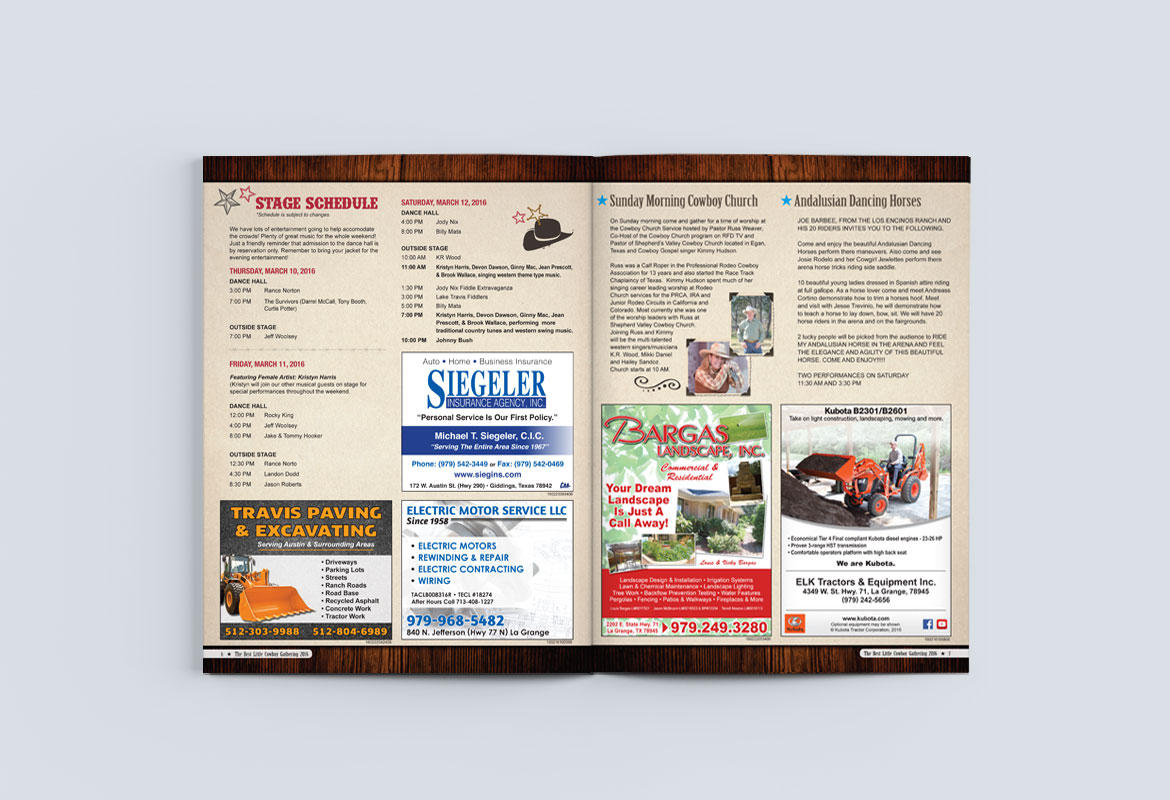 STAGE SCHEDULE
*Schedule is subject to changes
We have lots of entertainment going to help accomodate
the crowds! Plenty of great music for the whole weekend!
Just a friendly reminder that admission to the dance hall is
by reservation only. Remember to bring your jacket for the
evening entertainment!
THURSDAY, MARCH 10, 2016
DANCE HALL
3:00 PM Rance Norton
7:00 PM The Survivors (Darrel McCall, Tony Booth,
Curtis Potter)
OUTSIDE STAGE
7:00 PM Jeff Woolsey
FRIDAY, MARCH 11, 2016
Featuring Female Artist: Kristyn Harris
(Kristyn will join our other musical guests on stage for
special performances throughout the weekend.
DANCE HALL
12:00 PM Rocky King
4:00 PM Jeff Woolsey
8:00 PM Jake & Tommy Hooker
OUTSIDE STAGE
12:30 PM Rance Norto
4:30 PM Landon Dodd
8:30 PM Jason Roberts
TRAVIS PAVING
& EXCAVATING
Serving Austin & Surrounding Areas
• Driveways
• Parking Lots
• Streets
• Ranch Roads
• Road Base
• Recycled Asphalt
• Concrete Work
• Tractor Work
512-303-9988 512-804-6989
SATURDAY, MARCH 12, 2016
DANCE HALL
4:00 PM Jody Nix
8:00 PM Billy Mata
OUTSIDE STAGE
10:00 AM KR Wood
11:00 AM Kristyn Harris, Devon Dawson, Ginny Mac, Jean Prescott,
& Brook Wallace, singing western theme type music.
1:30 PM Jody Nix Fiddle Extravaganza
3:00 PM Lake Travis Fiddlers
5:00 PM Billy Mata
7:00 PM Kristyn Harris, Devon Dawson, Ginny Mac, Jean
Prescott, & Brook Wallace, performing more
traditional country tunes and western swing music.
10:00 PM Johnny Bush
Auto • Home • Business Insurance
SIEGELER
INSURANCE AGENCY, INC.
"Personal Service Is Our First Policy."
Michael T. Siegeler, C.I.C.
"Serving The Entire Area Since 1967"
Phone: (979) 542-3449 or Fax: (979) 542-0469
www.siegins.com
172 W. Austin St. (Hwy 290) • Giddings, Texas 78942
ELECTRIC MOTOR SERVICE LLC
Since 1958
• ELECTRIC MOTORS
• REWINDING & REPAIR
• ELECTRIC CONTRACTING
• WIRING
TACLB008316R • TECL #18274
After Hours Call 713-408-1227
979-968-5482
840 N. Jefferson (Hwy 77 N) La Grange
6 ★ The Best Little Cowboy Gathering 2016
Sunday Morning Cowboy Church
On Sunday morning come and gather for a time of worship at
the Cowboy Church Service hosted by Pastor Russ Weaver,
Co-Host of the Cowboy Church program on RFD TV and
Pastor of Shepherd's Valley Cowboy Church located in Egan,
Texas and Cowboy Gospel singer Kimmy Hudson.
Russ was a Calf Roper in the Professional Rodeo Cowboy
Association for 13 years and also started the Race Track
Chaplaincy of Texas. Kimmy Hudson spent much of her
singing career leading worship at Rodeo
Church services for the PRCA, IRA and
Junior Rodeo Circuits in California and
Colorado. Most currently she was one
of the worship leaders with Russ at
Shepherd Valley Cowboy Church.
Joining Russ and Kimmy
will be the multi-talented
western singers/musicians
K.R. Wood, Mikki Daniel
and Hailey Sandoz.
Church starts at 10 AM.
BARGAS
LANDSCAPE, INC.
Commercial &
Residential
Your Dream
Landscape
Is Just A
Call Away!
Louis & Vicky Bargas
Landscape Design & Installation • Irrigation Systems
Lawn & Chemical Maintenance • Landscape Lighting
Tree Work • Backflow Prevention Testing • Water Features
Pergolas • Fencing • Patios & Walkways • Fireplaces & More
2202 E. State Hwy. 71
La Grange, TX 78945
979.249.3280
Andalusian Dancing Horses
JOE BARBEE, FROM THE LOS ENCINOS RANCH AND
HIS 20 RIDERS INVITES YOU TO THE FOLLOWING.
Come and enjoy the beautiful Andalusian Dancing
Horses perform there maneuvers. Also come and see
Josie Rodelo and her Cowgirl Jewlettes perform there
arena horse tricks riding side saddle.
10 beautiful young ladies dressed in Spanish attire riding
at full gallop. As a horse lover come and meet Andreass
Cortino demonstrate how to trim a horses hoof. Meet
and visit with Jesse Trevinio, he will demonstrate how
to teach a horse to lay down, bow, sit. We will have 20
horse riders in the arena and on the fairgrounds.
2 lucky people will be picked from the audience to RIDE
MY ANDALUSIAN HORSE IN THE ARENA AND FEEL
THE ELEGANCE AND AGILITY OF THIS BEAUTIFUL
HORSE. COME AND ENJOY!!!!!
TWO PERFORMANCES ON SATURDAY
11:30 AM AND 3:30 PM
Kubota B2301/B2601
Take on light construction, landscaping, mowing and more.
• Economical Tier 4 Final compliant Kubota diesel engines - 23-26 HP
• Proven 3-range HST transmission
• Comfortable operators platform with high back seat
We are Kubota.
ELK Tractors & Equipment Inc.
4349 W. St. Hwy. 71, La Grange, 78945
(979) 242-5656
Kubota
www.kubota.com
Optional equipment may be shown
© Kubota Tractor Corporation, 2015
The Best Little Cowboy Gathering 2016 ★ 7